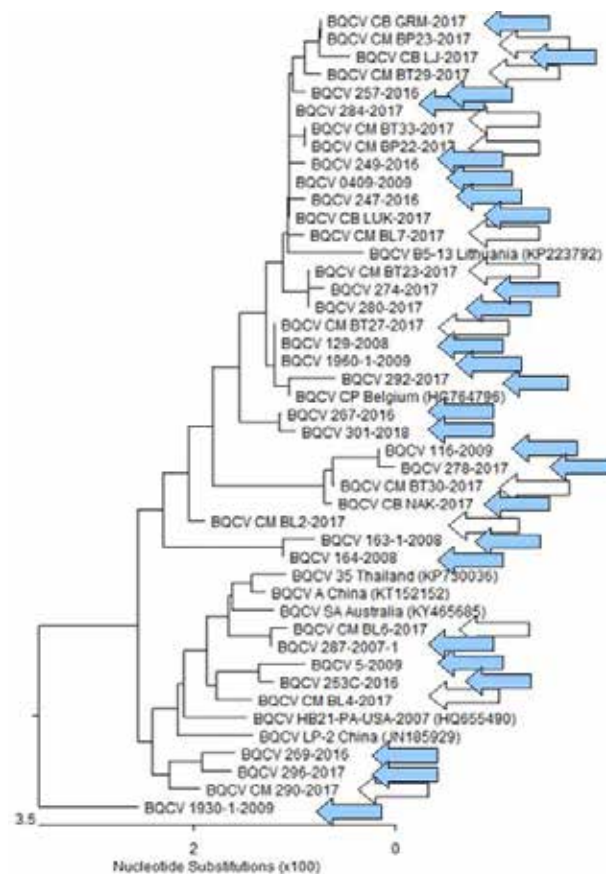 BQCV CB GRM-2017
BQCV CM BP23-2017
BQCV CB LJ-2017
BQCV CM BT29-2017
BQCV 257-2016
BQCV 284-2017
BQCV CM BT33-2017
BQCV CM BP22-2017
BQCV 249-2016
BQCV 0409-2009
BQCV 247-2016
BQCV CB LUK-2017
BQCV CM BL7-2017
BQCV B5-13 Lithuania (KP223792)
BQCV CM BT23-2017
BQCV 274-2017
BQCV 280-2017
BQCV CM BT27-2017
BQCV 129-2008
BQCV 1960-1-2009
BQCV 292-2017
BQCV CP Belgium (HG764796)
BQCV 267-2016
BQCV 301-2018
BQCV 116-2009
BQCV 278-2017
BQCV CM BT30-2017
BQCV CB NAK-2017
BQCV CM BL2-2017
BQCV 163-1-2008
BQCV 164-2008
BQCV 35 Thailand (KP730036)
BQCV A China (KT152152)
BQCV SA Australia (KY465685)
BQCV CM BL6-2017
BQCV 287-2007-1
BQCV 5-2009
BQCV 253C-2016
BQCV CM BL4-2017
BQCV HB21-PA-USA-2007 (HQ655490)
BQCV LP-2 China (JN185929)
BQCV 269-2016
BQCV 296-2017
BQCV CM 290-2017
BQCV 1930-1-2009
3.5
2 0
Nucleotide Substitutions (x100)